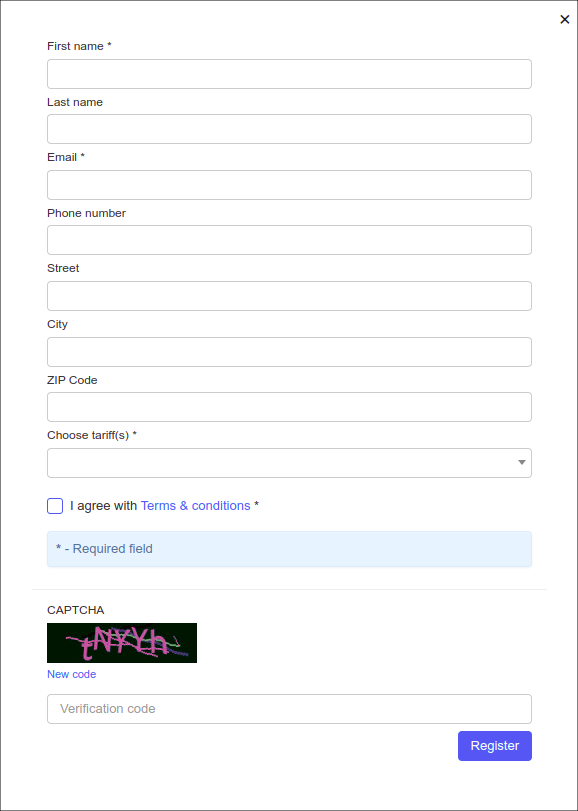 First name *
Last name
Email *
Phone number
Street
City
ZIP Code
Choose tariff(s) *
I agree with Terms & conditions *
* - Required field
CAPTCHA
New code
Verification code
Register